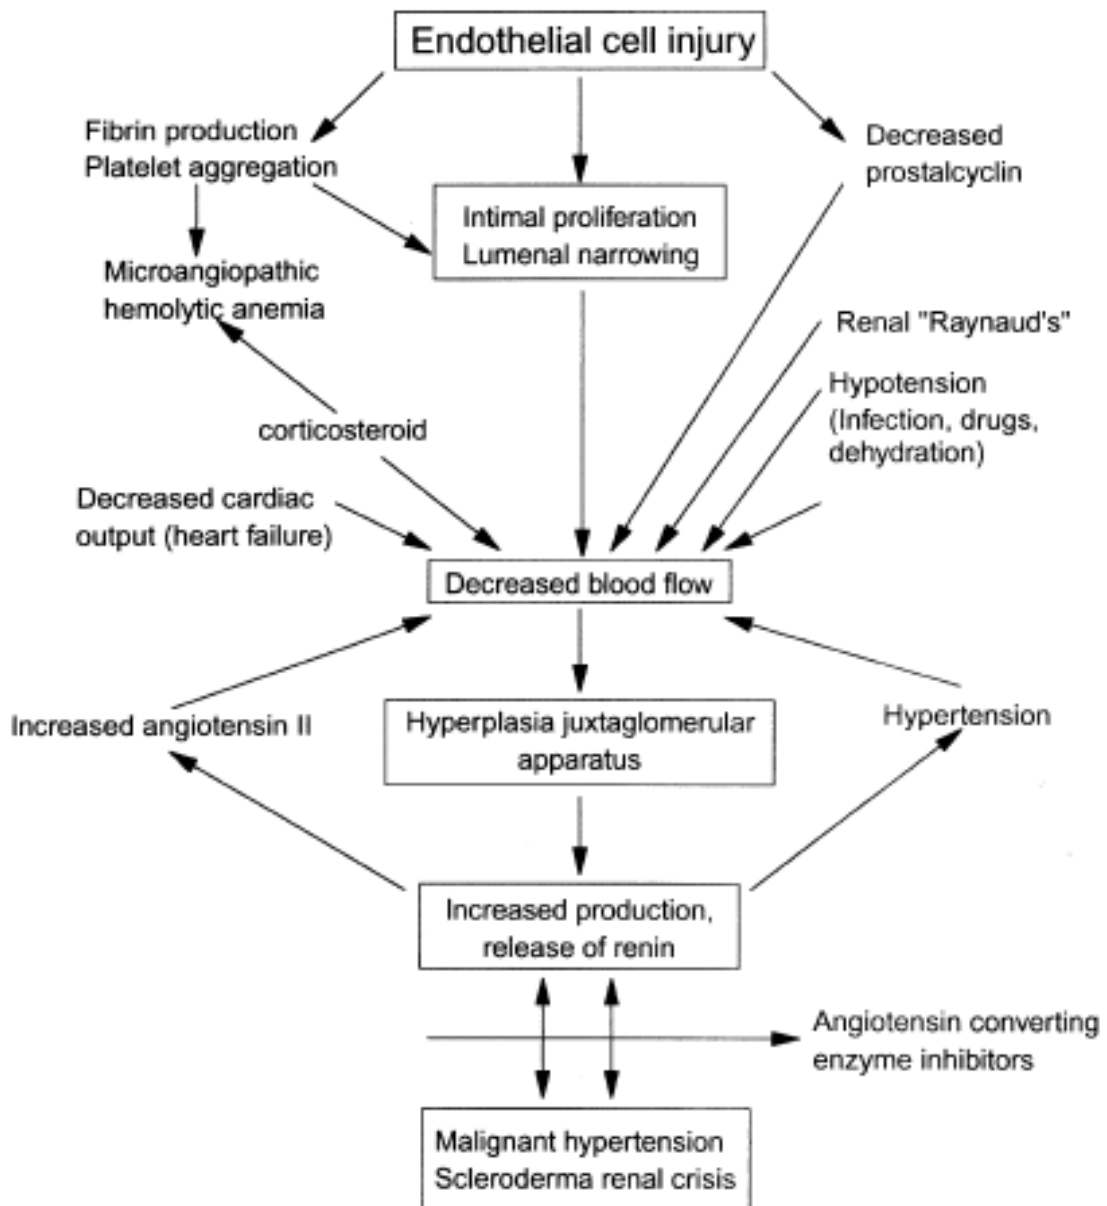 Endothelial cell injury
Fibrin production
Platelet aggregation
Decreased
prostalcyclin
Intimal proliferation
Lumenal narrowing
Microangiopathic
hemolytic anemia
Renal "Raynaud's"
Hypotension
(Infection, drugs,
dehydration)
corticosteroid
Decreased cardiac
output (heart failure)
Decreased blood flow
Increased angiotensin II
Hyperplasia juxtaglomerular
apparatus
Hypertension
Increased production,
release of renin
Angiotensin converting
enzyme inhibitors
Malignant hypertension
Scleroderma renal crisis